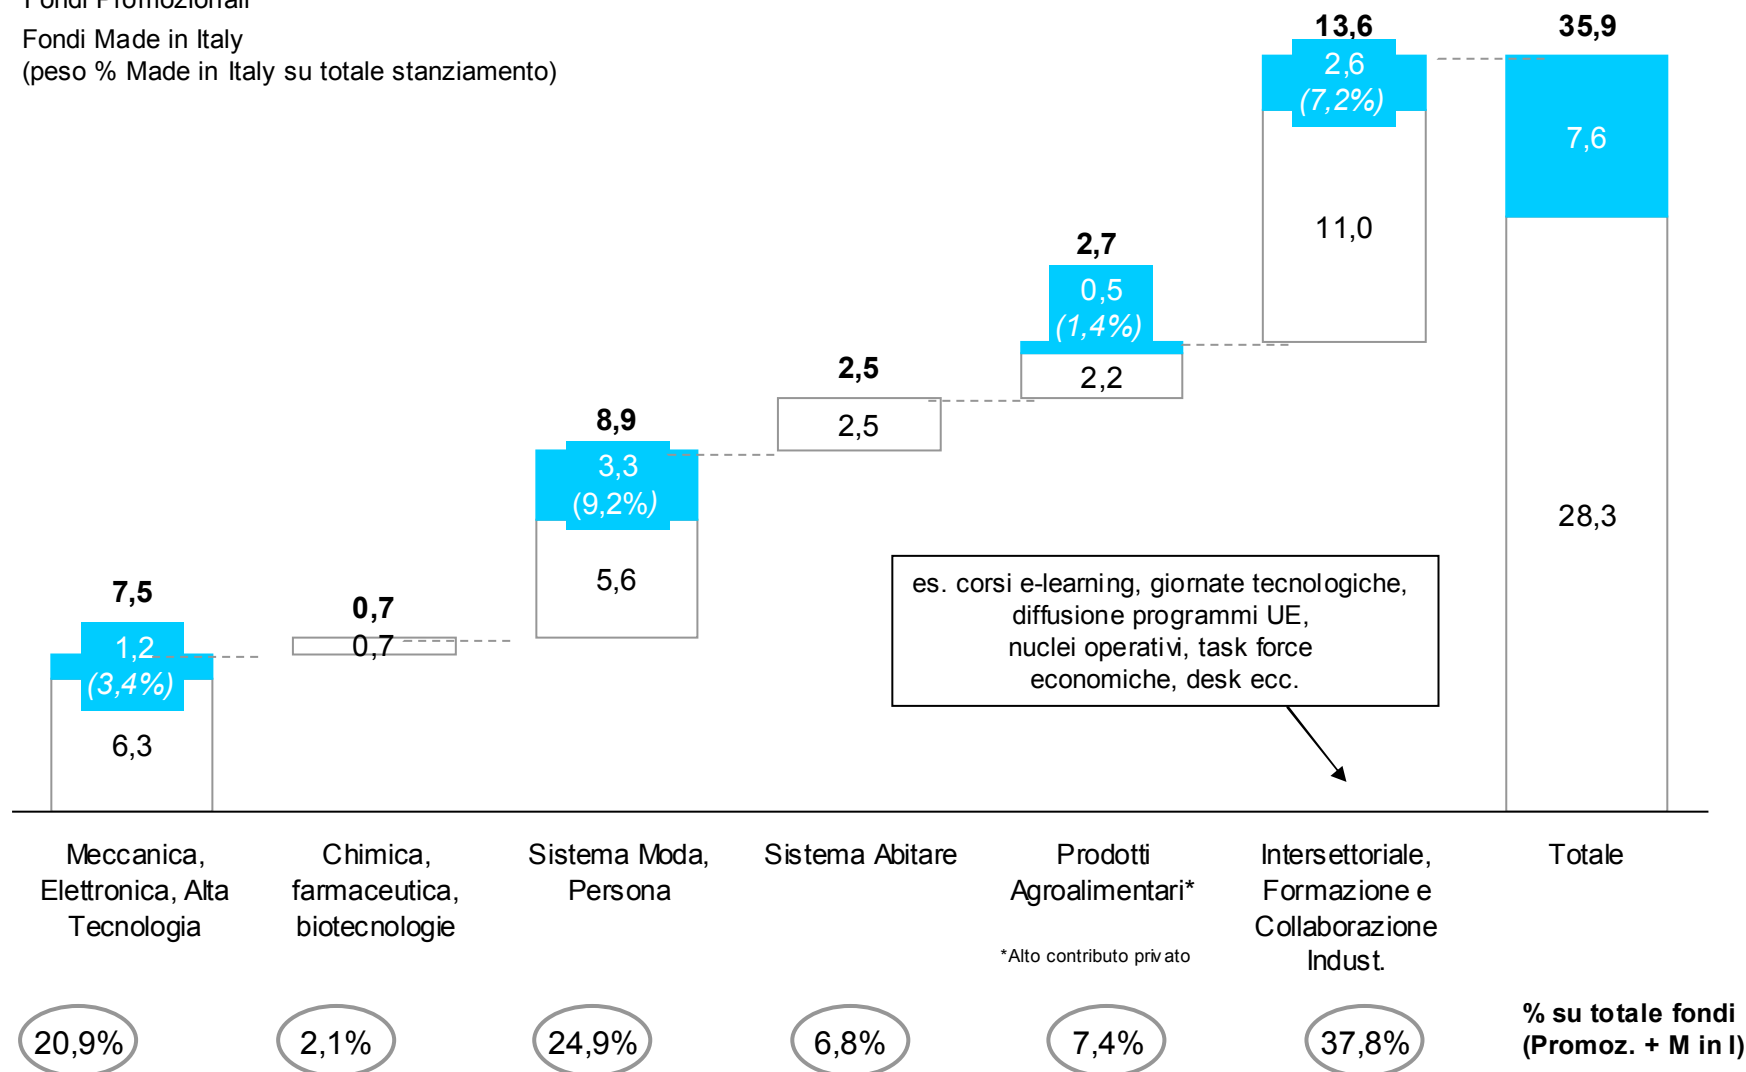 Fondi Promozionali
Fondi Made in Italy
(peso % Made in Italy su totale stanziamento)
13,6
35,9
2,6
(7,2%)
7,6
11,0
2,7
0,5
(1,4%)
2,2
2,5
2,5
8,9
3,3
(9,2%)
5,6
28,3
7,5
1,2
(3,4%)
6,3
0,7
0,7
es. corsi e-learning, giornate tecnologiche,
diffusione programmi UE,
nuclei operativi, task force
economiche, desk ecc.
Meccanica,
Elettronica, Alta
Tecnologia
Chimica,
farmaceutica,
biotecnologie
Sistema Moda,
Persona
Sistema Abitare
Prodotti
Agroalimentari*
*Alto contributo privato
Intersettoriale,
Formazione e
Collaborazione
Indust.
Totale
20,9%
2,1%
24,9%
6,8%
7,4%
37,8%
% su totale fondi
(Promoz. + M in I)